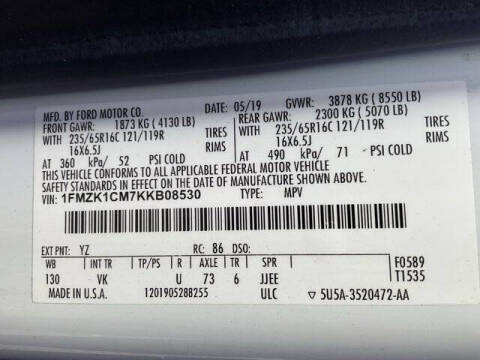 MFD. BY FORD MOTOR CO. DATE: 05/19 GVWR: 3878 KG ( 8550 LB)
FRONT GAWR: 1873 KG ( 4130 LB) REAR GAWR: 2300 KG ( 5070 LB)
WITH 235/65R16C 121/119R TIRES WITH 235/65R16C 121/119R TIRES
16X6.5J RIMS 16X6.5J RIMS
AT 360 kPa/ 52 PSI COLD AT 490 kPa/ 71 PSI COLD
THIS VEHICLE CONFORMS TO ALL APPLICABLE FEDERAL MOTOR VEHICLE
SAFETY STANDARDS IN EFFECT ON THE DATE OF MANUFACTURE SHOWN ABOVE.
VIN: 1FMZK1CM7KKB08530 TYPE: MPV
EXT PNT: YZ RC: 86 DSO:
WB INT TR TP/PS R AXLE TR SPR F0589
130 VK U 73 6 JJEE T1535
MADE IN U.S.A. 1201905288255 ULC 5U5A-3520472-AA